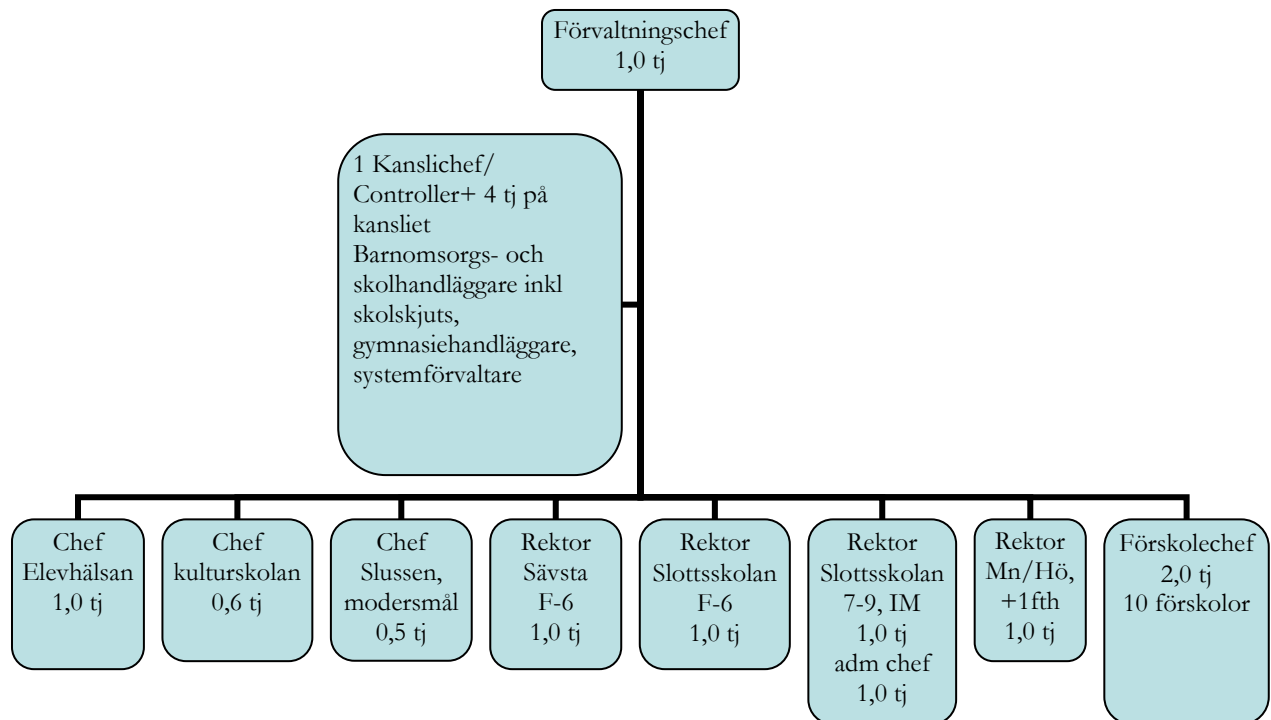 Förvaltningschef
1,0 tj
1 Kanslichef/
Controller+ 4 tj på
kansliet
Barnomsorgs- och
skolhandläggare inkl
skolskjuts,
gymnasiehandläggare,
systemförvaltare
Chef
Elevhälsan
1,0 tj
Chef
kulturskolan
0,6 tj
Chef
Slussen,
modersmål
0,5 tj
Rektor
Sävsta
F-6
1,0 tj
Rektor
Slottsskolan
F-6
1,0 tj
Rektor
Slottsskolan
7-9, IM
1,0 tj
adm chef
1,0 tj
Rektor
Mn/Hö,
+1fth
1,0 tj
Förskolechef
2,0 tj
10 förskolor